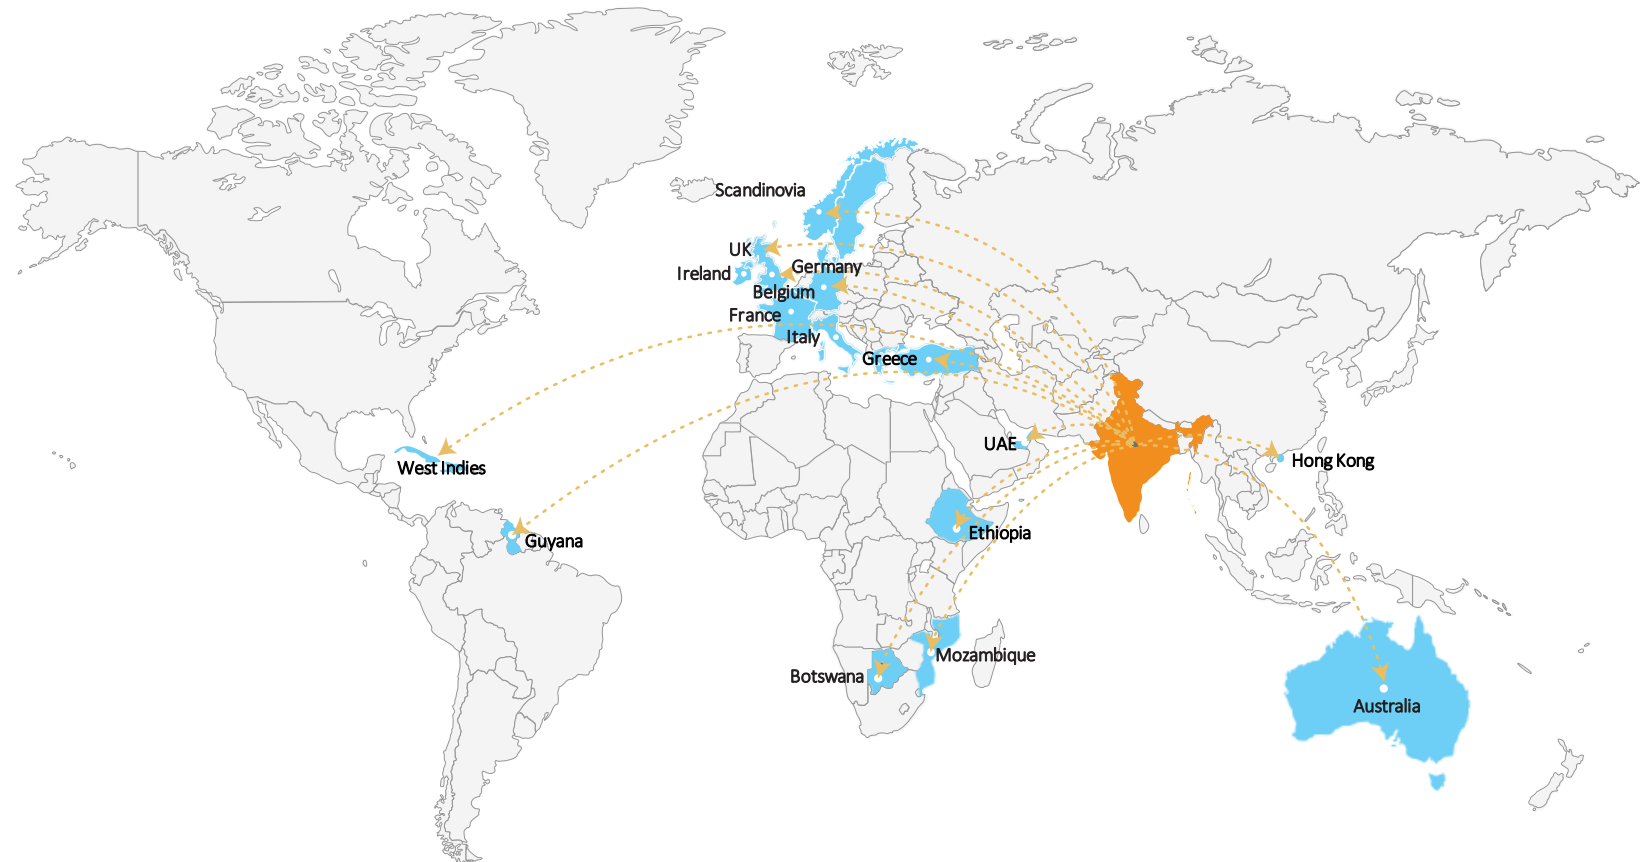 Scandinovia
UK
Germany
Ireland
Belgium
France
Italy
Greece
UAE
Hong Kong
West Indies
Ethiopia
Guyana
Mozambique
Botswana
Australia